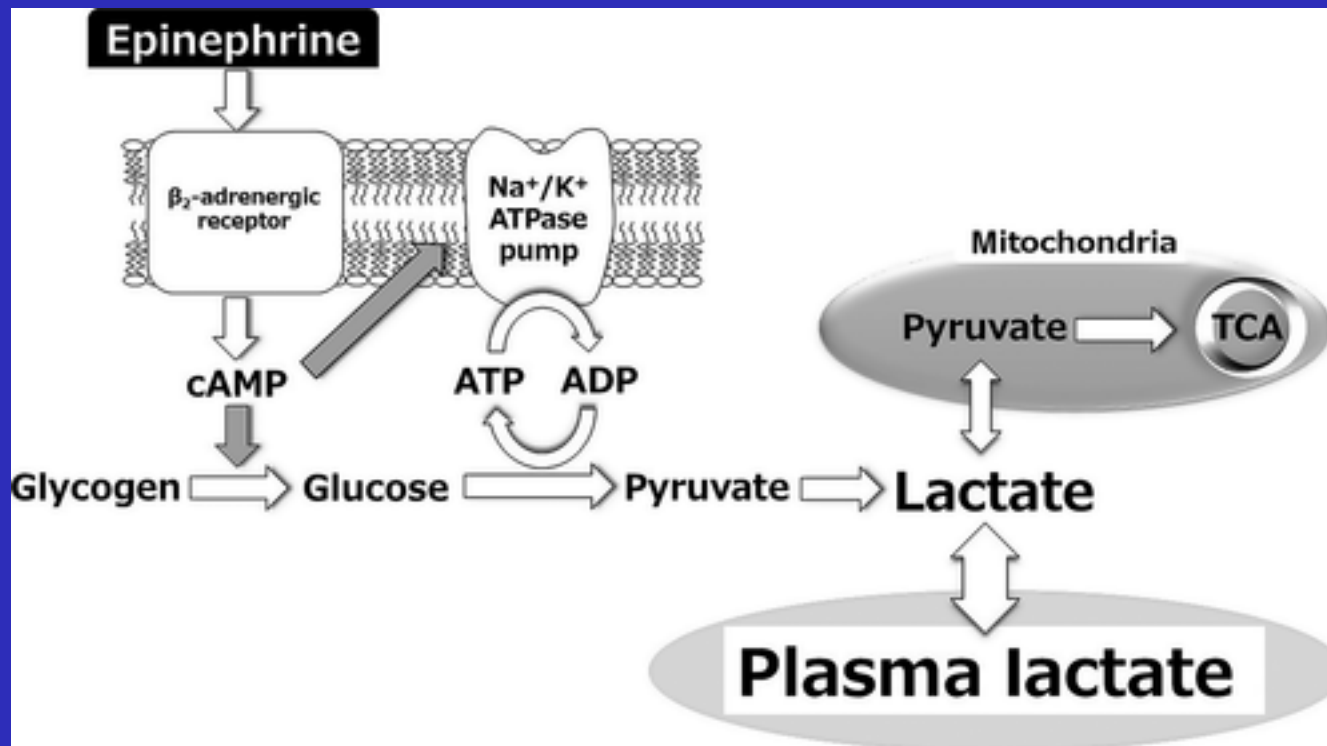 Epinephrine
β₂-adrenergic
receptor
Na⁺/K⁺
ATPase
pump
Mitochondria
Pyruvate
TCA
cAMP
ATP
ADP
Glycogen
Glucose
Pyruvate
Lactate
Plasma lactate